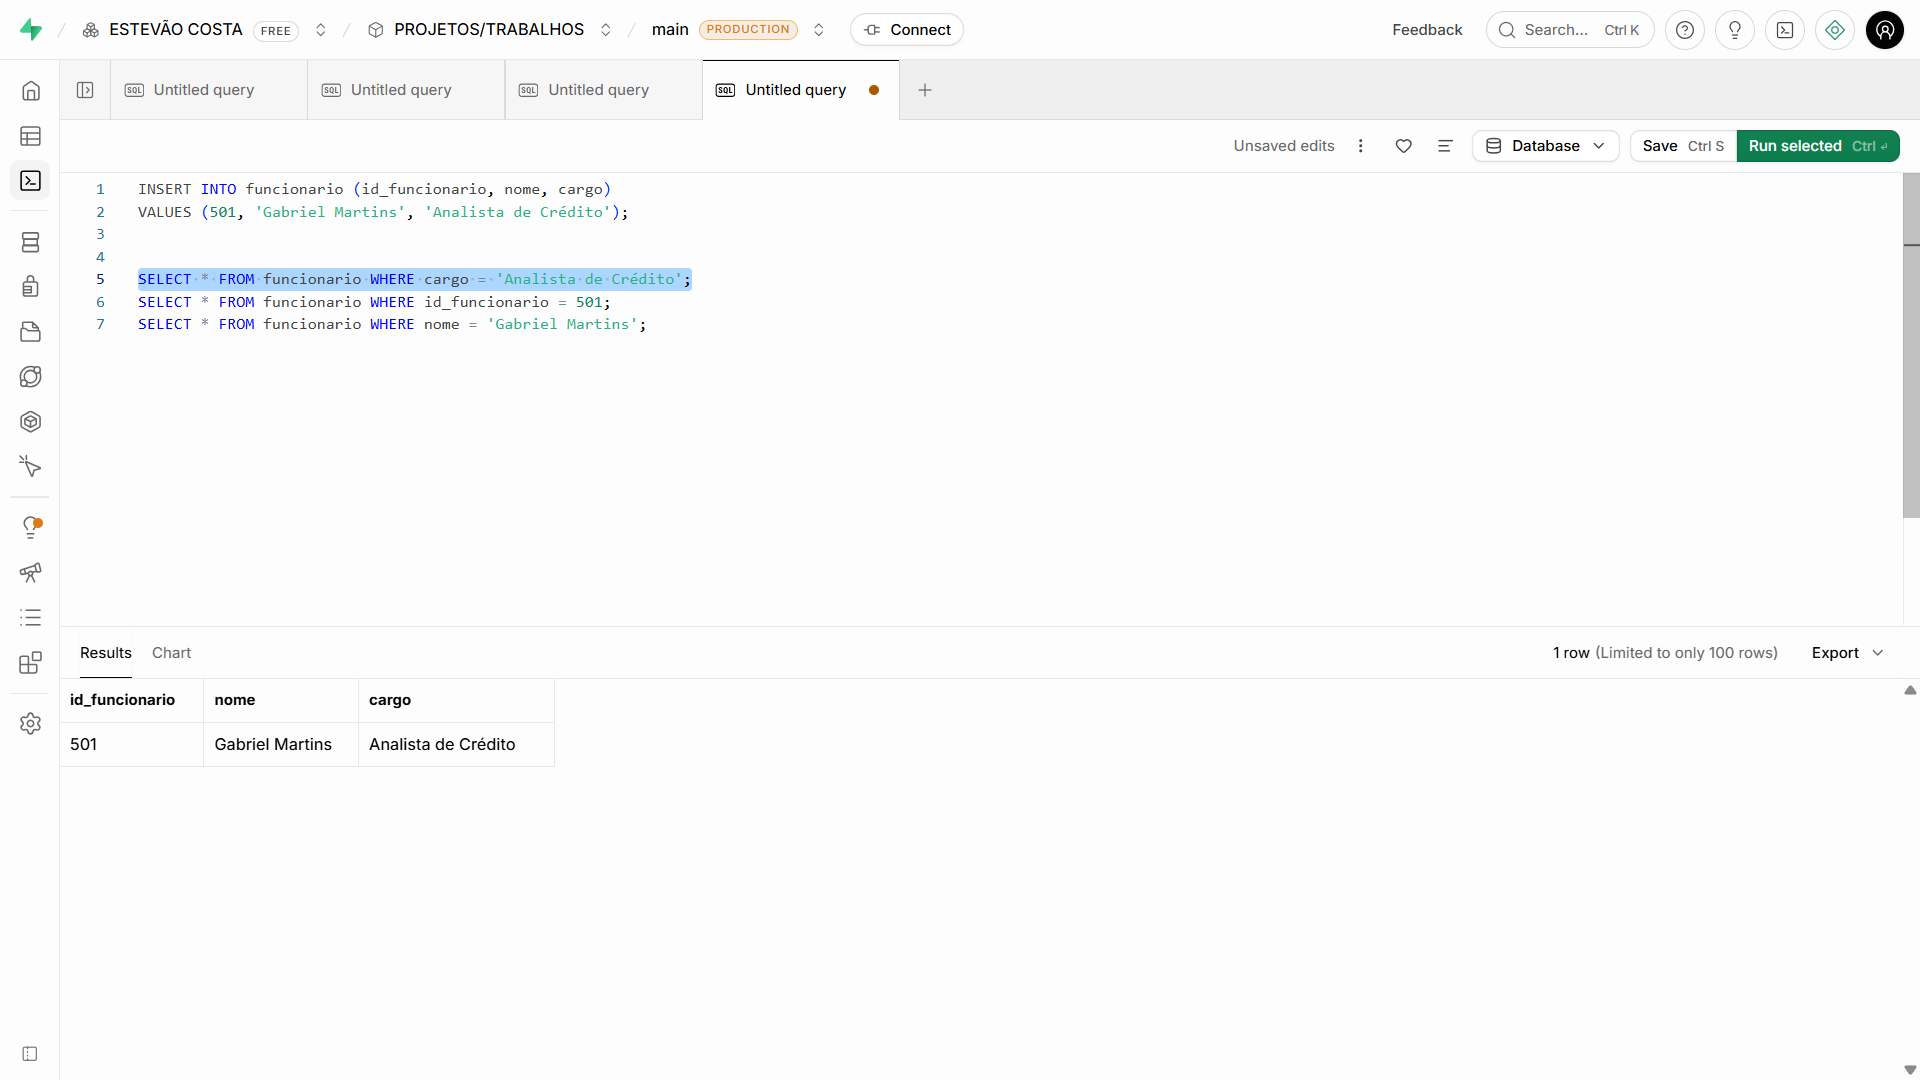 ESTEVÃO COSTA FREE PROJETOS/TRABALHOS main PRODUCTION Connect Feedback Search... Ctrl K
SQL Untitled query SQL Untitled query SQL Untitled query SQL Untitled query
Unsaved edits Database Save Ctrl S Run selected Ctrl ↵
1 INSERT INTO funcionario (id_funcionario, nome, cargo)
2 VALUES (501, 'Gabriel Martins', 'Analista de Crédito');
3
4
5 SELECT * FROM funcionario WHERE cargo = 'Analista de Crédito';
6 SELECT * FROM funcionario WHERE id_funcionario = 501;
7 SELECT * FROM funcionario WHERE nome = 'Gabriel Martins';
Results Chart 1 row (Limited to only 100 rows) Export
id_funcionario nome cargo
501 Gabriel Martins Analista de Crédito